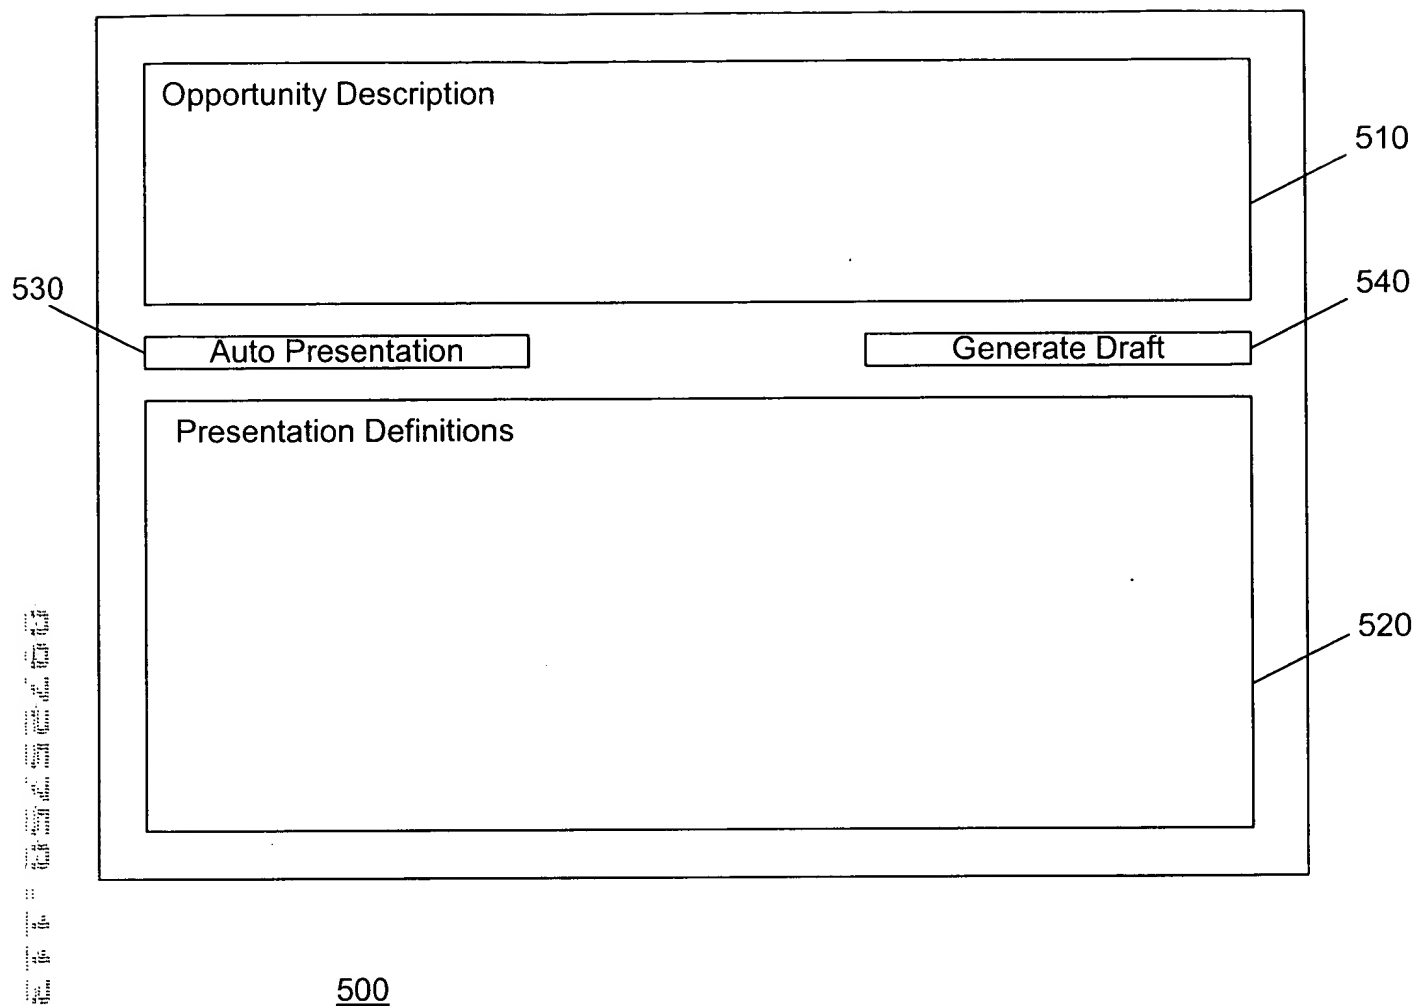 Opportunity Description
510
530
540
Auto Presentation
Generate Draft
Presentation Definitions
520
500